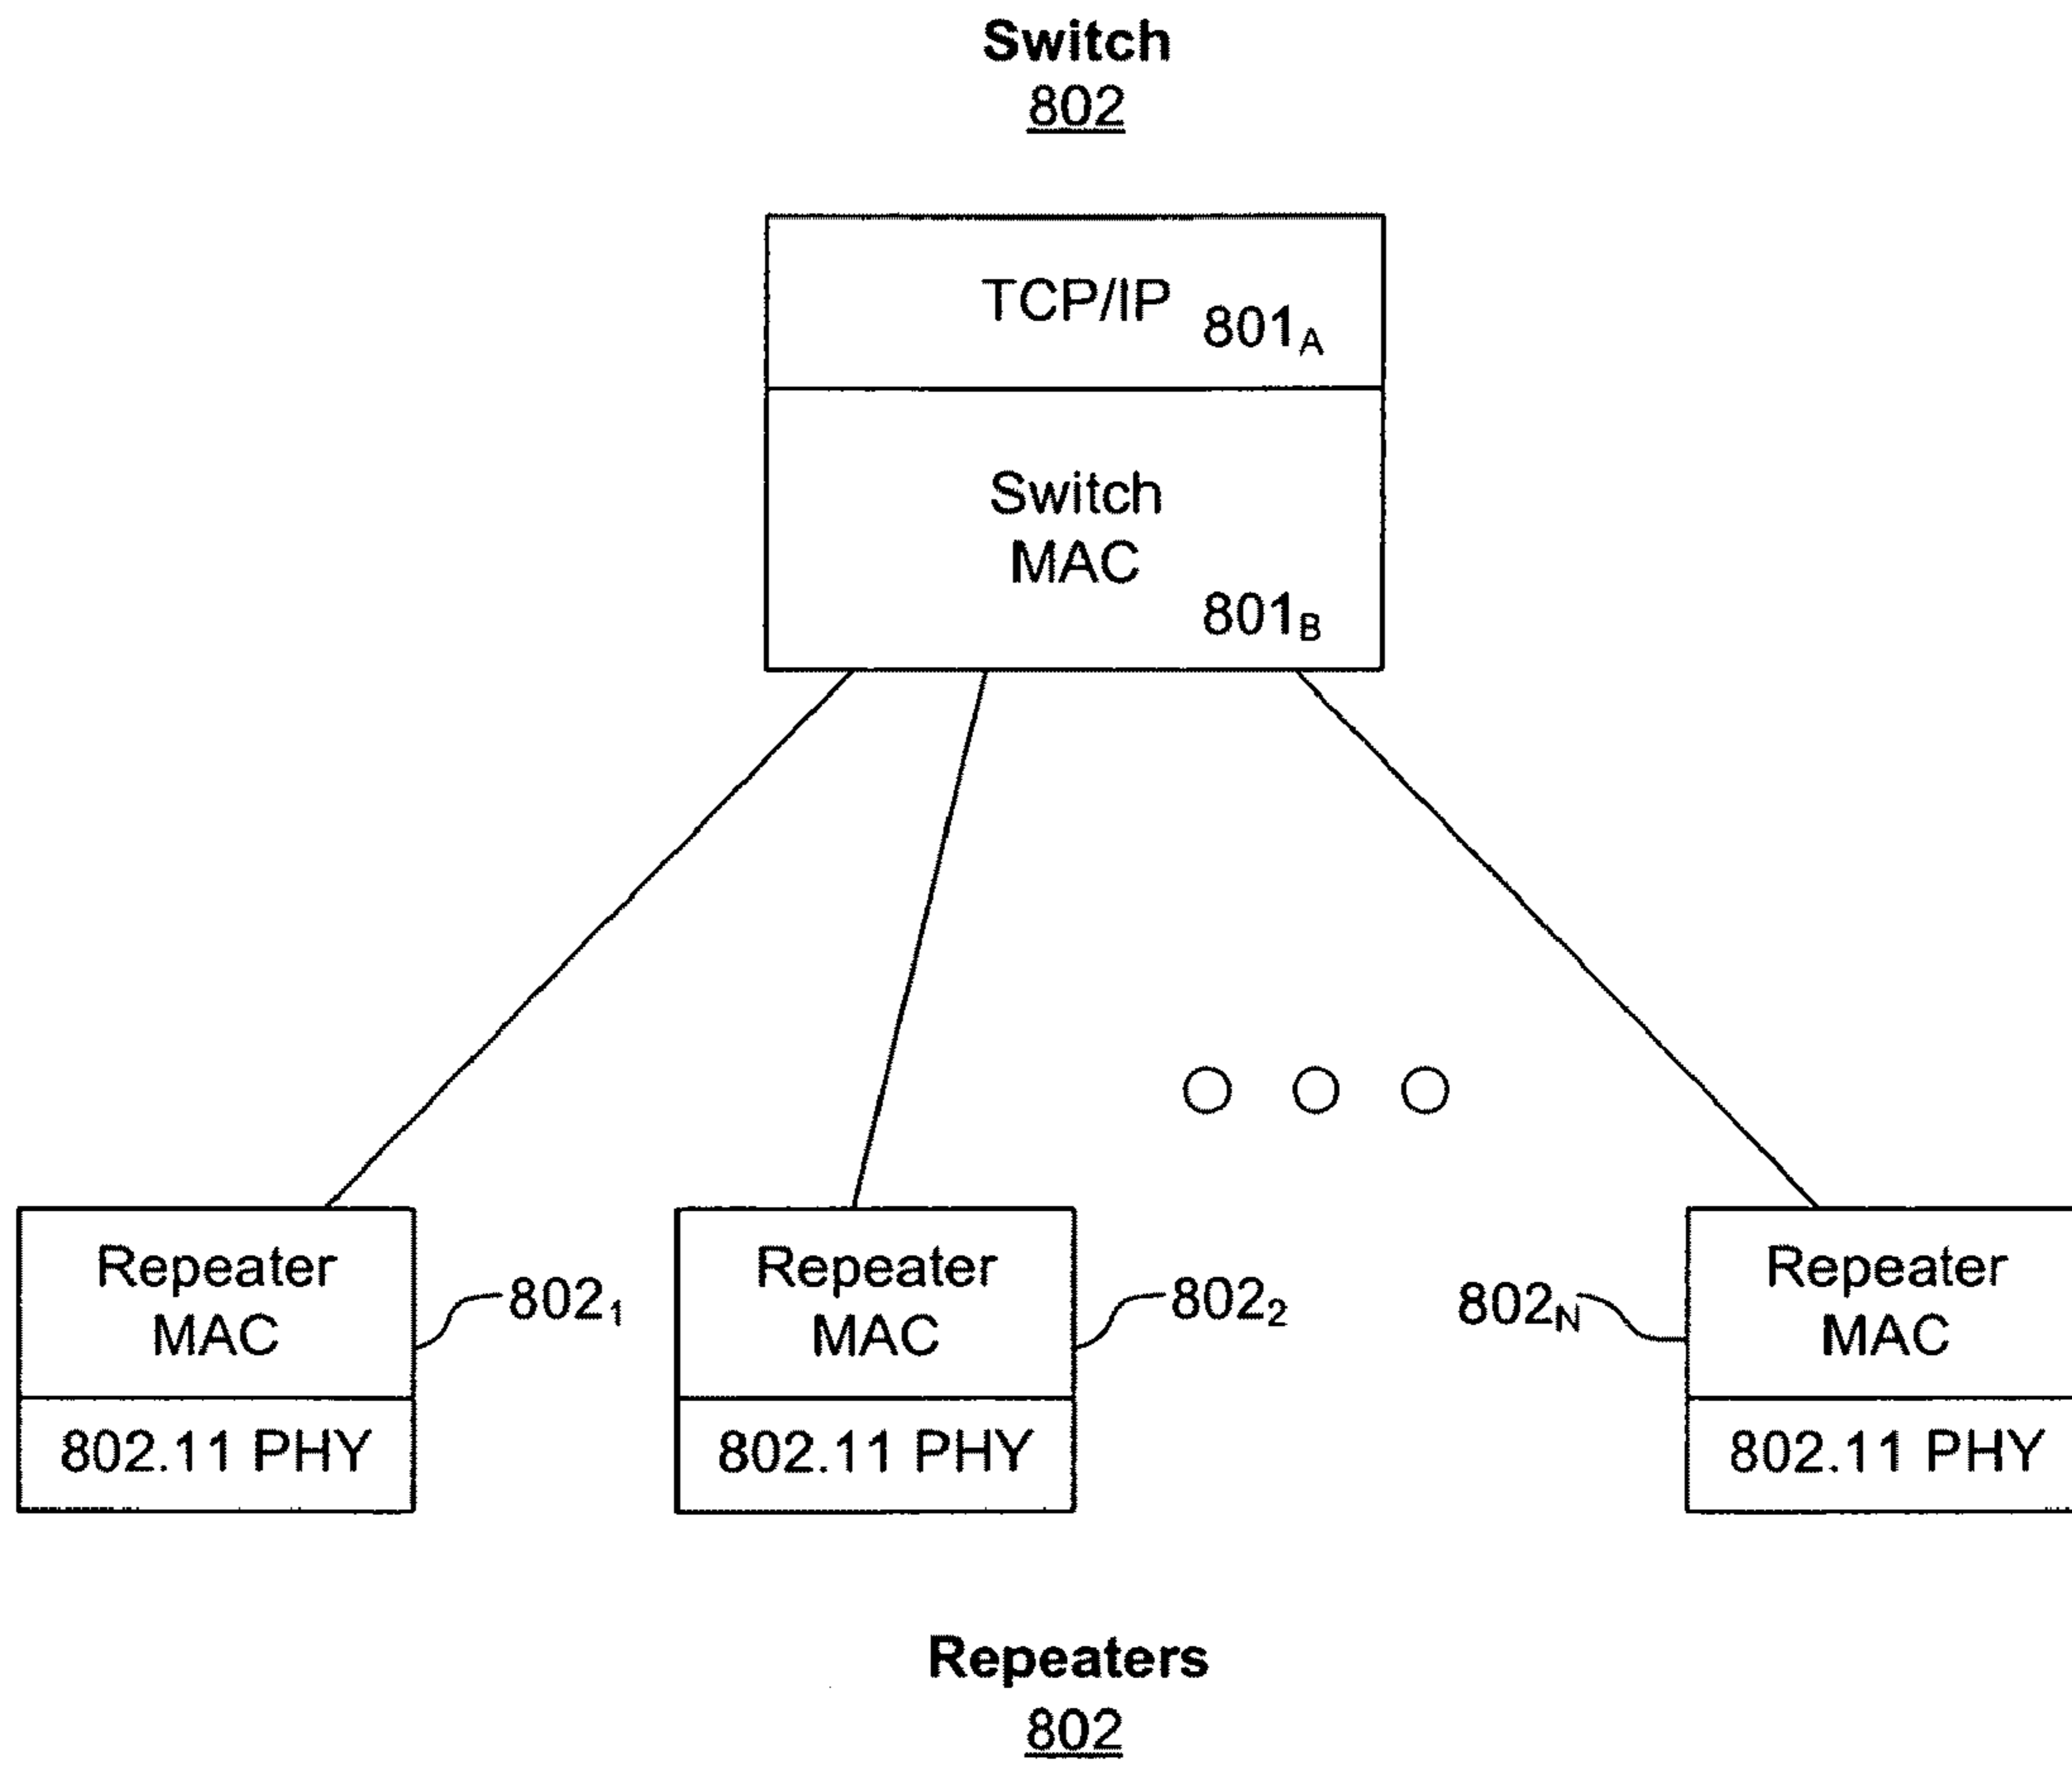 Switch
802
TCP/IP 801A
Switch
MAC
801B
Repeater
MAC
802.11 PHY
8021
Repeater
MAC
802.11 PHY
8022
802N
Repeater
MAC
802.11 PHY
Repeaters
802